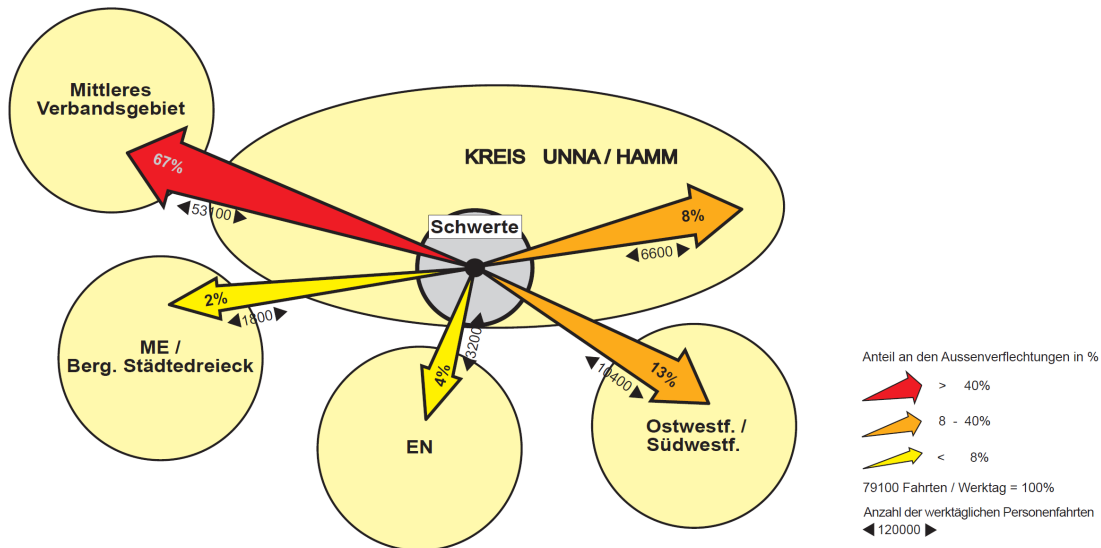 Mittleres
Verbandsgebiet
67%
53100
KREIS UNNA / HAMM
Schwerte
8%
6600
2%
1800
ME /
Berg. Städtedreieck
3200
4%
EN
10400
13%
Ostwestf. /
Südwestf.
Anteil an den Aussenverflechtungen in %
> 40%
8 - 40%
< 8%
79100 Fahrten / Werktag = 100%
Anzahl der werktäglichen Personenfahrten
120000